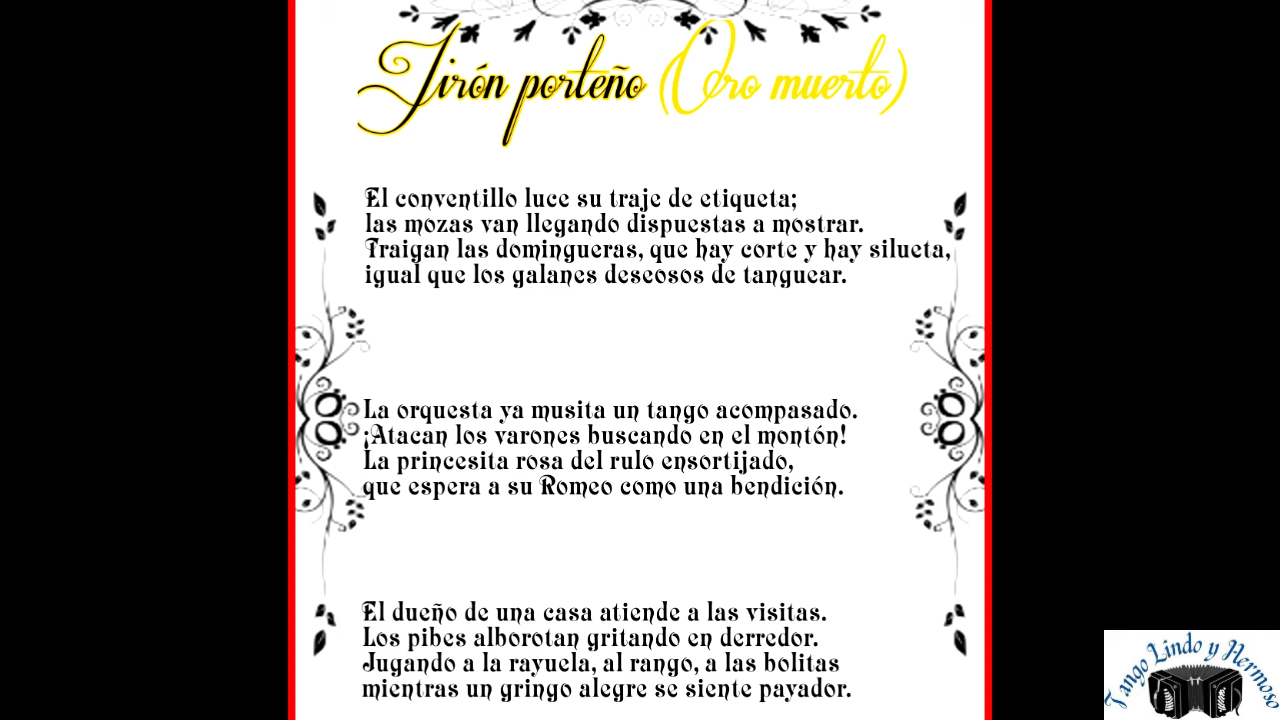 Jirón porteño (Oro muerto)
El conventillo luce su traje de etiqueta;
las mozas van llegando dispuestas a mostrar.
Traigan las domingueras, que hay corte y hay silueta,
igual que los galanes deseosos de tanguear.
La orquesta ya musita un tango acompasado.
¡Atacan los varones buscando en el montón!
La princesita rosa del rulo ensortijado,
que espera a su Romeo como una bendición.
El dueño de una casa atiende a las visitas.
Los pibes alborotan gritando en derredor.
Jugando a la rayuela, al rango, a las bolitas
mientras un gringo alegre se siente payador.
Tango Lindo y Hermoso